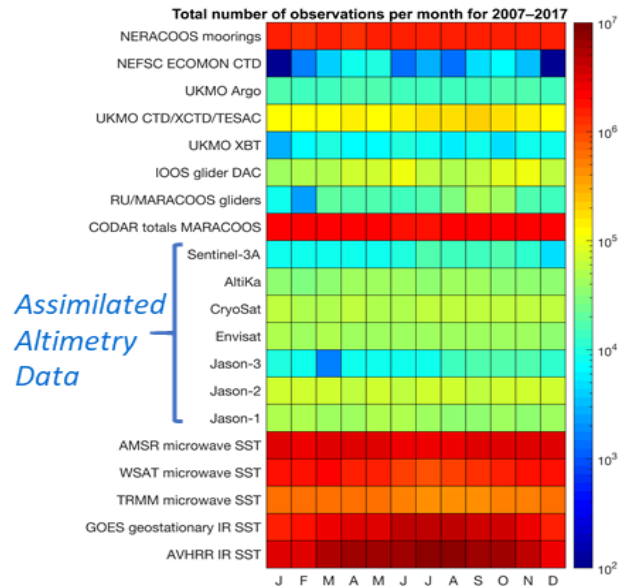 Total number of observations per month for 2007–2017
NERACOOS moorings
NEFSC ECOMON CTD
UKMO Argo
UKMO CTD/XCTD/TESAC
UKMO XBT
IOOS glider DAC
RU/MARACOOS gliders
CODAR totals MARACOOS
Sentinel-3A
AltiKa
CryoSat
Envisat
Jason-3
Jason-2
Jason-1
Assimilated
Altimetry
Data
AMSR microwave SST
WSAT microwave SST
TRMM microwave SST
GOES geostationary IR SST
AVHRR IR SST
J F M A M J J A S O N D
10⁷
10⁶
10⁵
10⁴
10³
10²